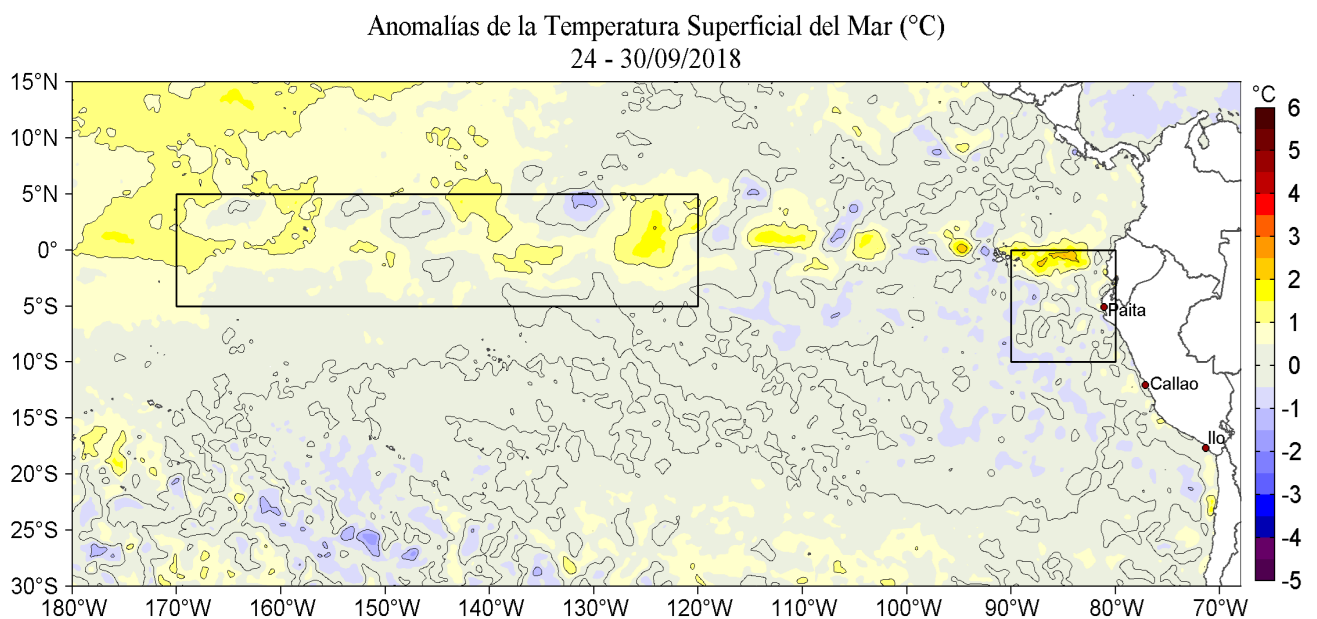 Anomalías de la Temperatura Superficial del Mar (°C)
24 - 30/09/2018
15°N
10°N
5°N
0°
5°S
10°S
15°S
20°S
25°S
30°S
180°W 170°W 160°W 150°W 140°W 130°W 120°W 110°W 100°W 90°W 80°W 70°W
Paita
Callao
Ilo
°C
6
5
4
3
2
1
0
-1
-2
-3
-4
-5